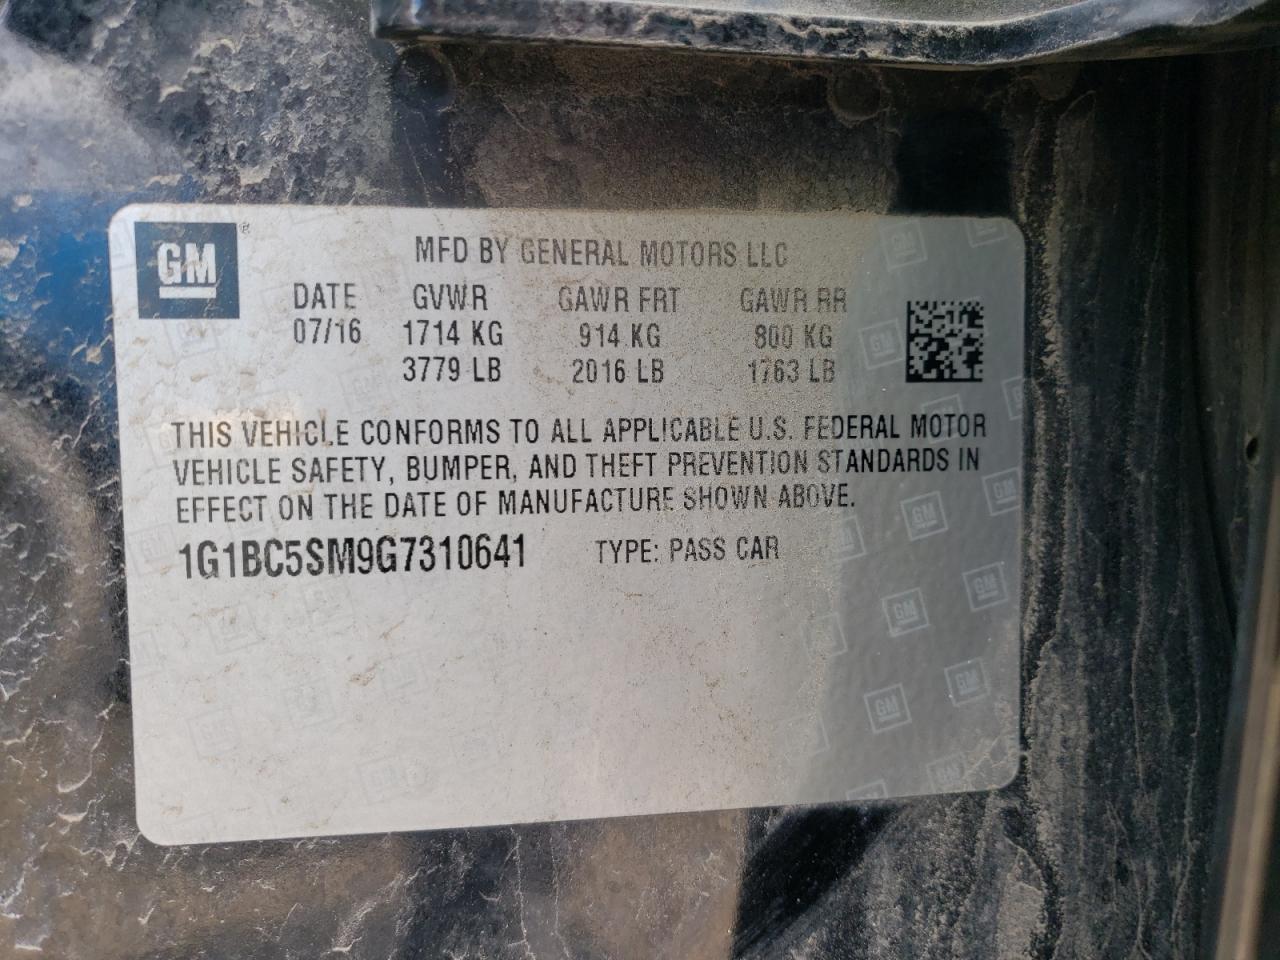 GM ®
MFD BY GENERAL MOTORS LLC
DATE GVWR GAWR FRT GAWR RR
07/16 1714 KG 914 KG 800 KG
3779 LB 2016 LB 1763 LB
THIS VEHICLE CONFORMS TO ALL APPLICABLE U.S. FEDERAL MOTOR
VEHICLE SAFETY, BUMPER, AND THEFT PREVENTION STANDARDS IN
EFFECT ON THE DATE OF MANUFACTURE SHOWN ABOVE.
1G1BC5SM9G7310641 TYPE: PASS CAR